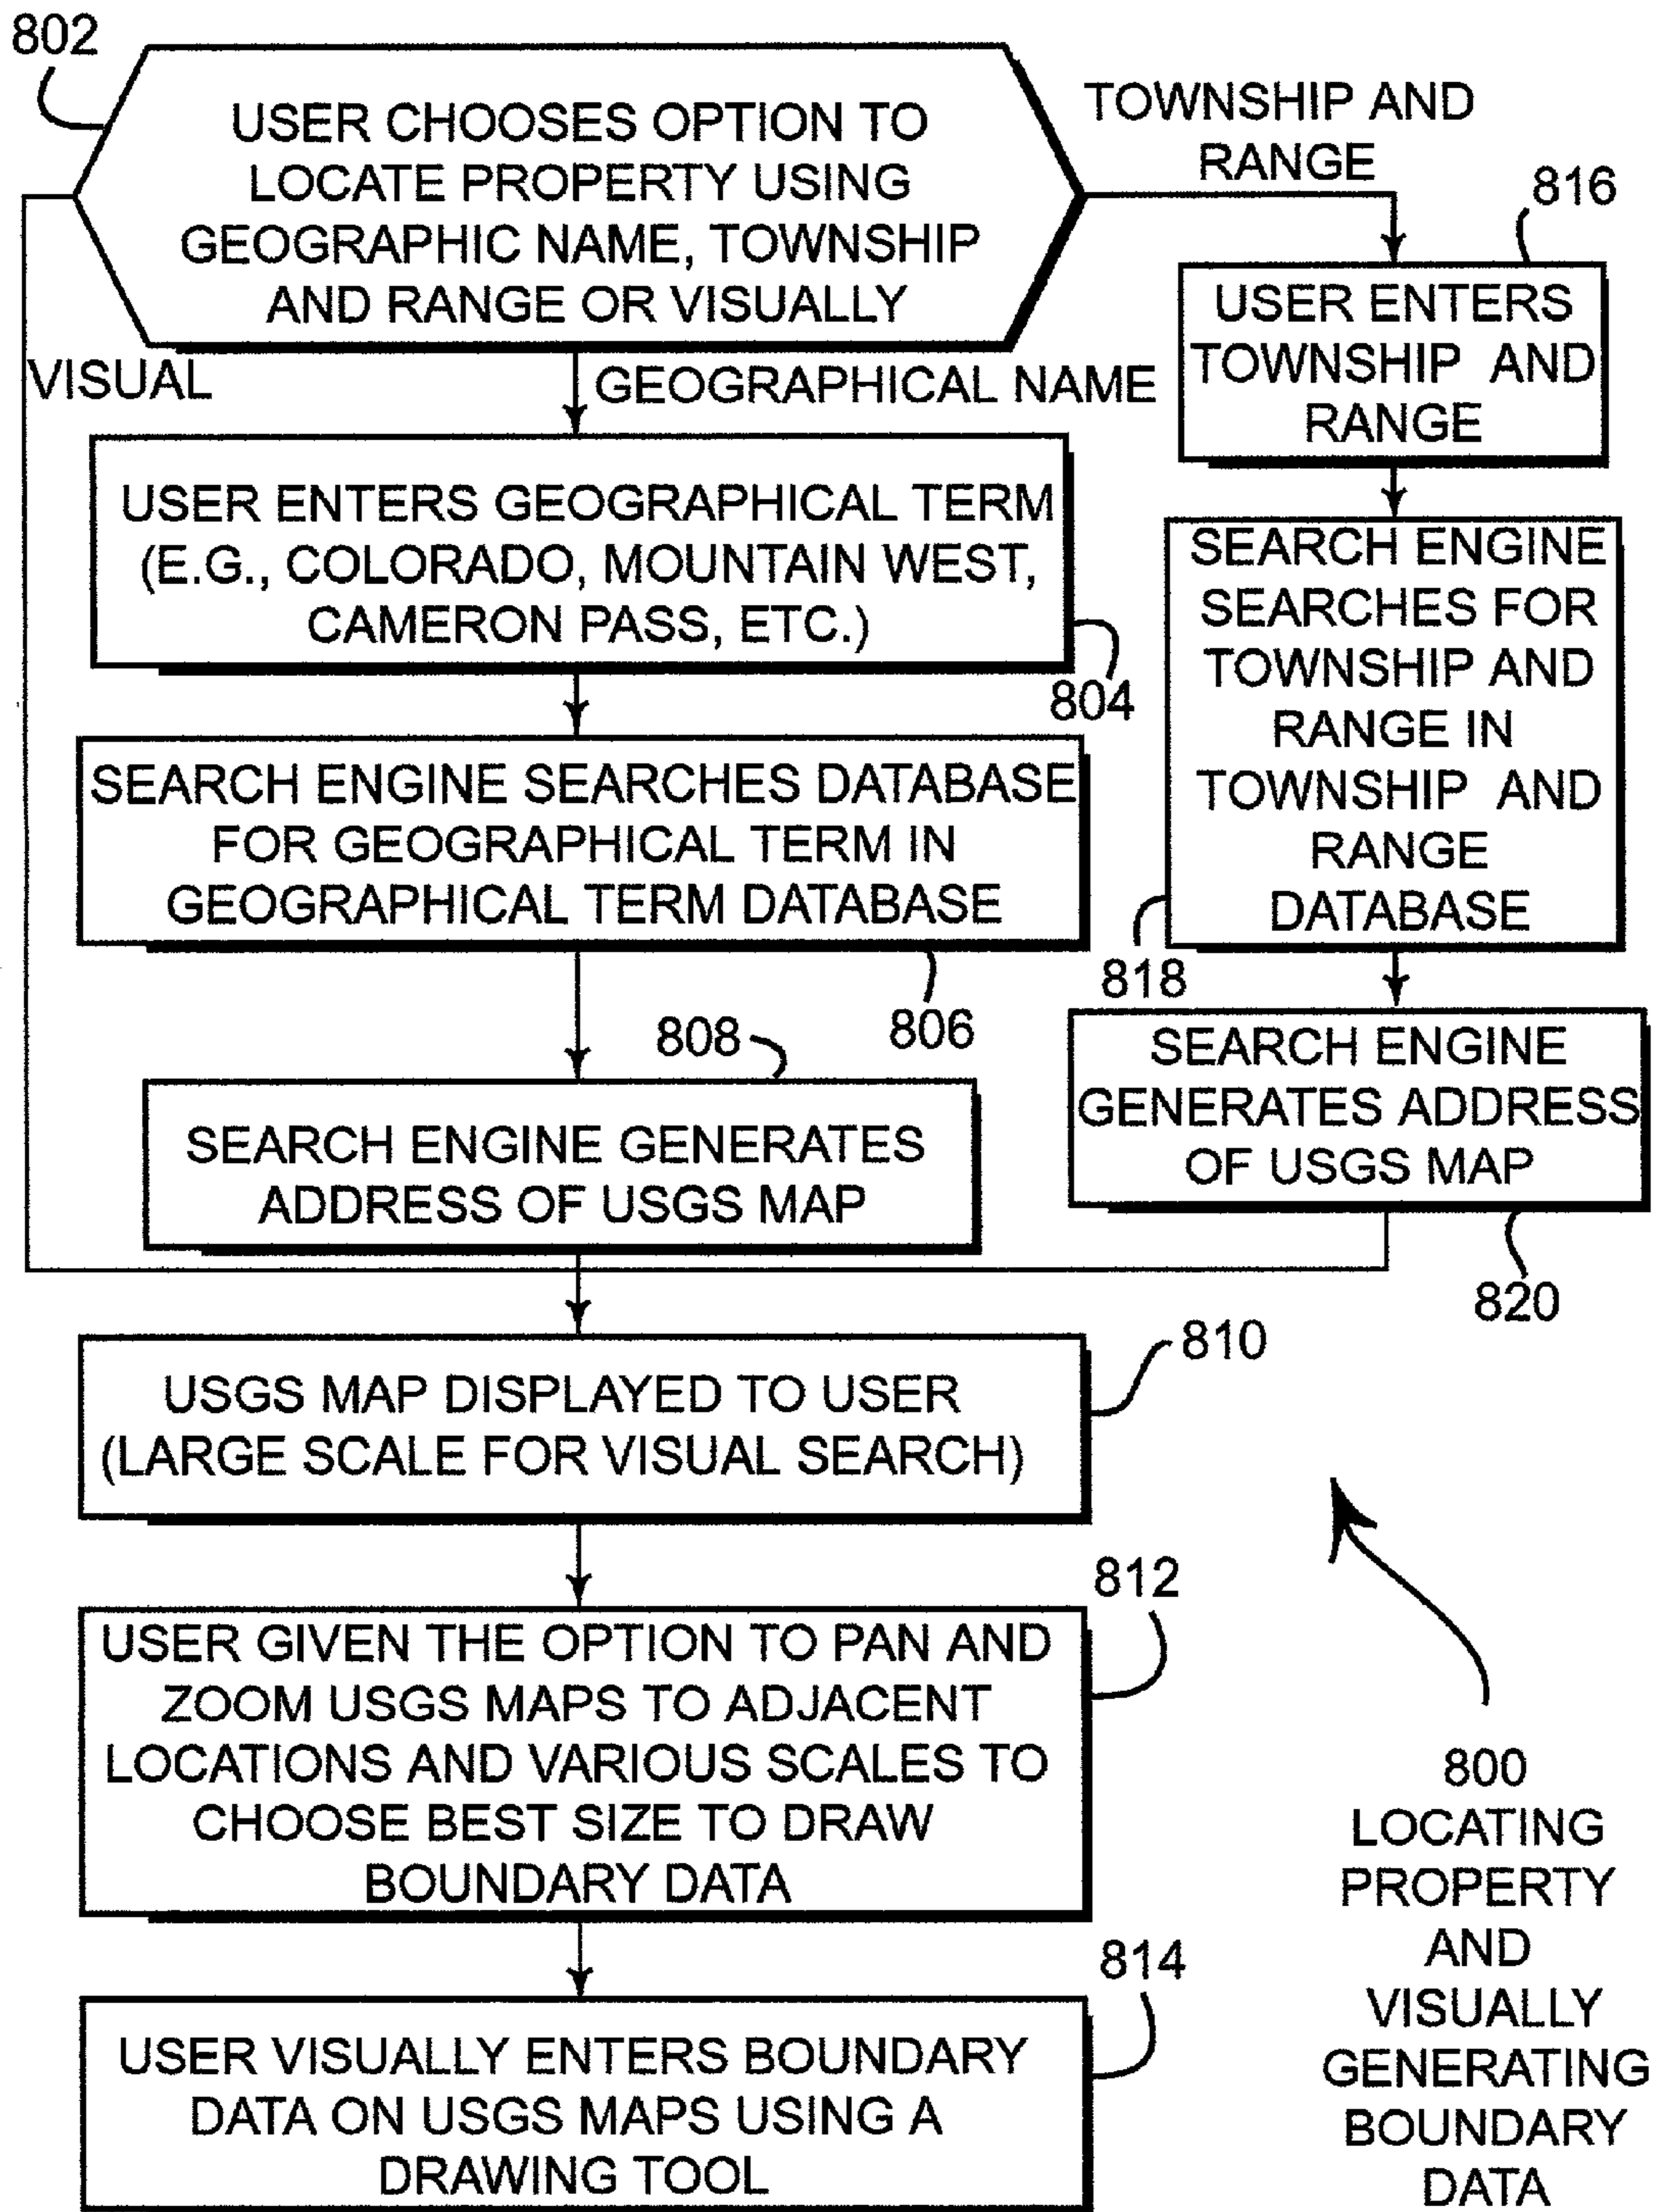 802
USER CHOOSES OPTION TO
LOCATE PROPERTY USING
GEOGRAPHIC NAME, TOWNSHIP
AND RANGE OR VISUALLY
TOWNSHIP AND
RANGE
VISUAL
GEOGRAPHICAL NAME
816
USER ENTERS
TOWNSHIP AND
RANGE
USER ENTERS GEOGRAPHICAL TERM
(E.G., COLORADO, MOUNTAIN WEST,
CAMERON PASS, ETC.)
804
SEARCH ENGINE
SEARCHES FOR
TOWNSHIP AND
RANGE IN
TOWNSHIP AND
RANGE
DATABASE
818
SEARCH ENGINE SEARCHES DATABASE
FOR GEOGRAPHICAL TERM IN
GEOGRAPHICAL TERM DATABASE
806
808
SEARCH ENGINE GENERATES
ADDRESS OF USGS MAP
SEARCH ENGINE
GENERATES ADDRESS
OF USGS MAP
820
810
USGS MAP DISPLAYED TO USER
(LARGE SCALE FOR VISUAL SEARCH)
812
USER GIVEN THE OPTION TO PAN AND
ZOOM USGS MAPS TO ADJACENT
LOCATIONS AND VARIOUS SCALES TO
CHOOSE BEST SIZE TO DRAW
BOUNDARY DATA
814
USER VISUALLY ENTERS BOUNDARY
DATA ON USGS MAPS USING A
DRAWING TOOL
800
LOCATING
PROPERTY
AND
VISUALLY
GENERATING
BOUNDARY
DATA